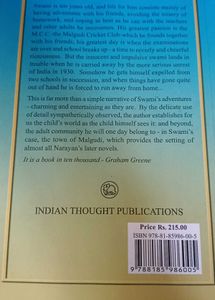 Swami is ten years old, and his life consists mainly of
having adventures with his friends, avoiding the misery of
homework, and coping as best as he can with the teachers
and other adults he encounters. His greatest passion is the
M.C.C.-the Malgudi Cricket Club-which he founds together
with his friends; his greatest day is when the examinations
are over and school breaks up - a time to revelry and cheerful
riotousness. But the innocent and impulsive Swami lands in
trouble when he is carried away by the more serious unrest
of India in 1930. Somehow he gets himself expelled from
two schools in succession, and when things have gone quite
out of hand he is forced to run away from home...
This is far more than a simple narrative of Swami's adventures
- charming and entertaining as they are. By the delicate use
of detail sympathetically observed, the author establishes for
us the child's world as the child himself sees it: and beyond,
the adult community he will one day belong to - in Swami's
case, the town of Malgudi, which provides the setting of
almost all Narayan's later novels.
It is a book in ten thousand - Graham Greene
INDIAN THOUGHT PUBLICATIONS
Price Rs. 215.00
ISBN 978-81-85986-00-5
9 788185 986005